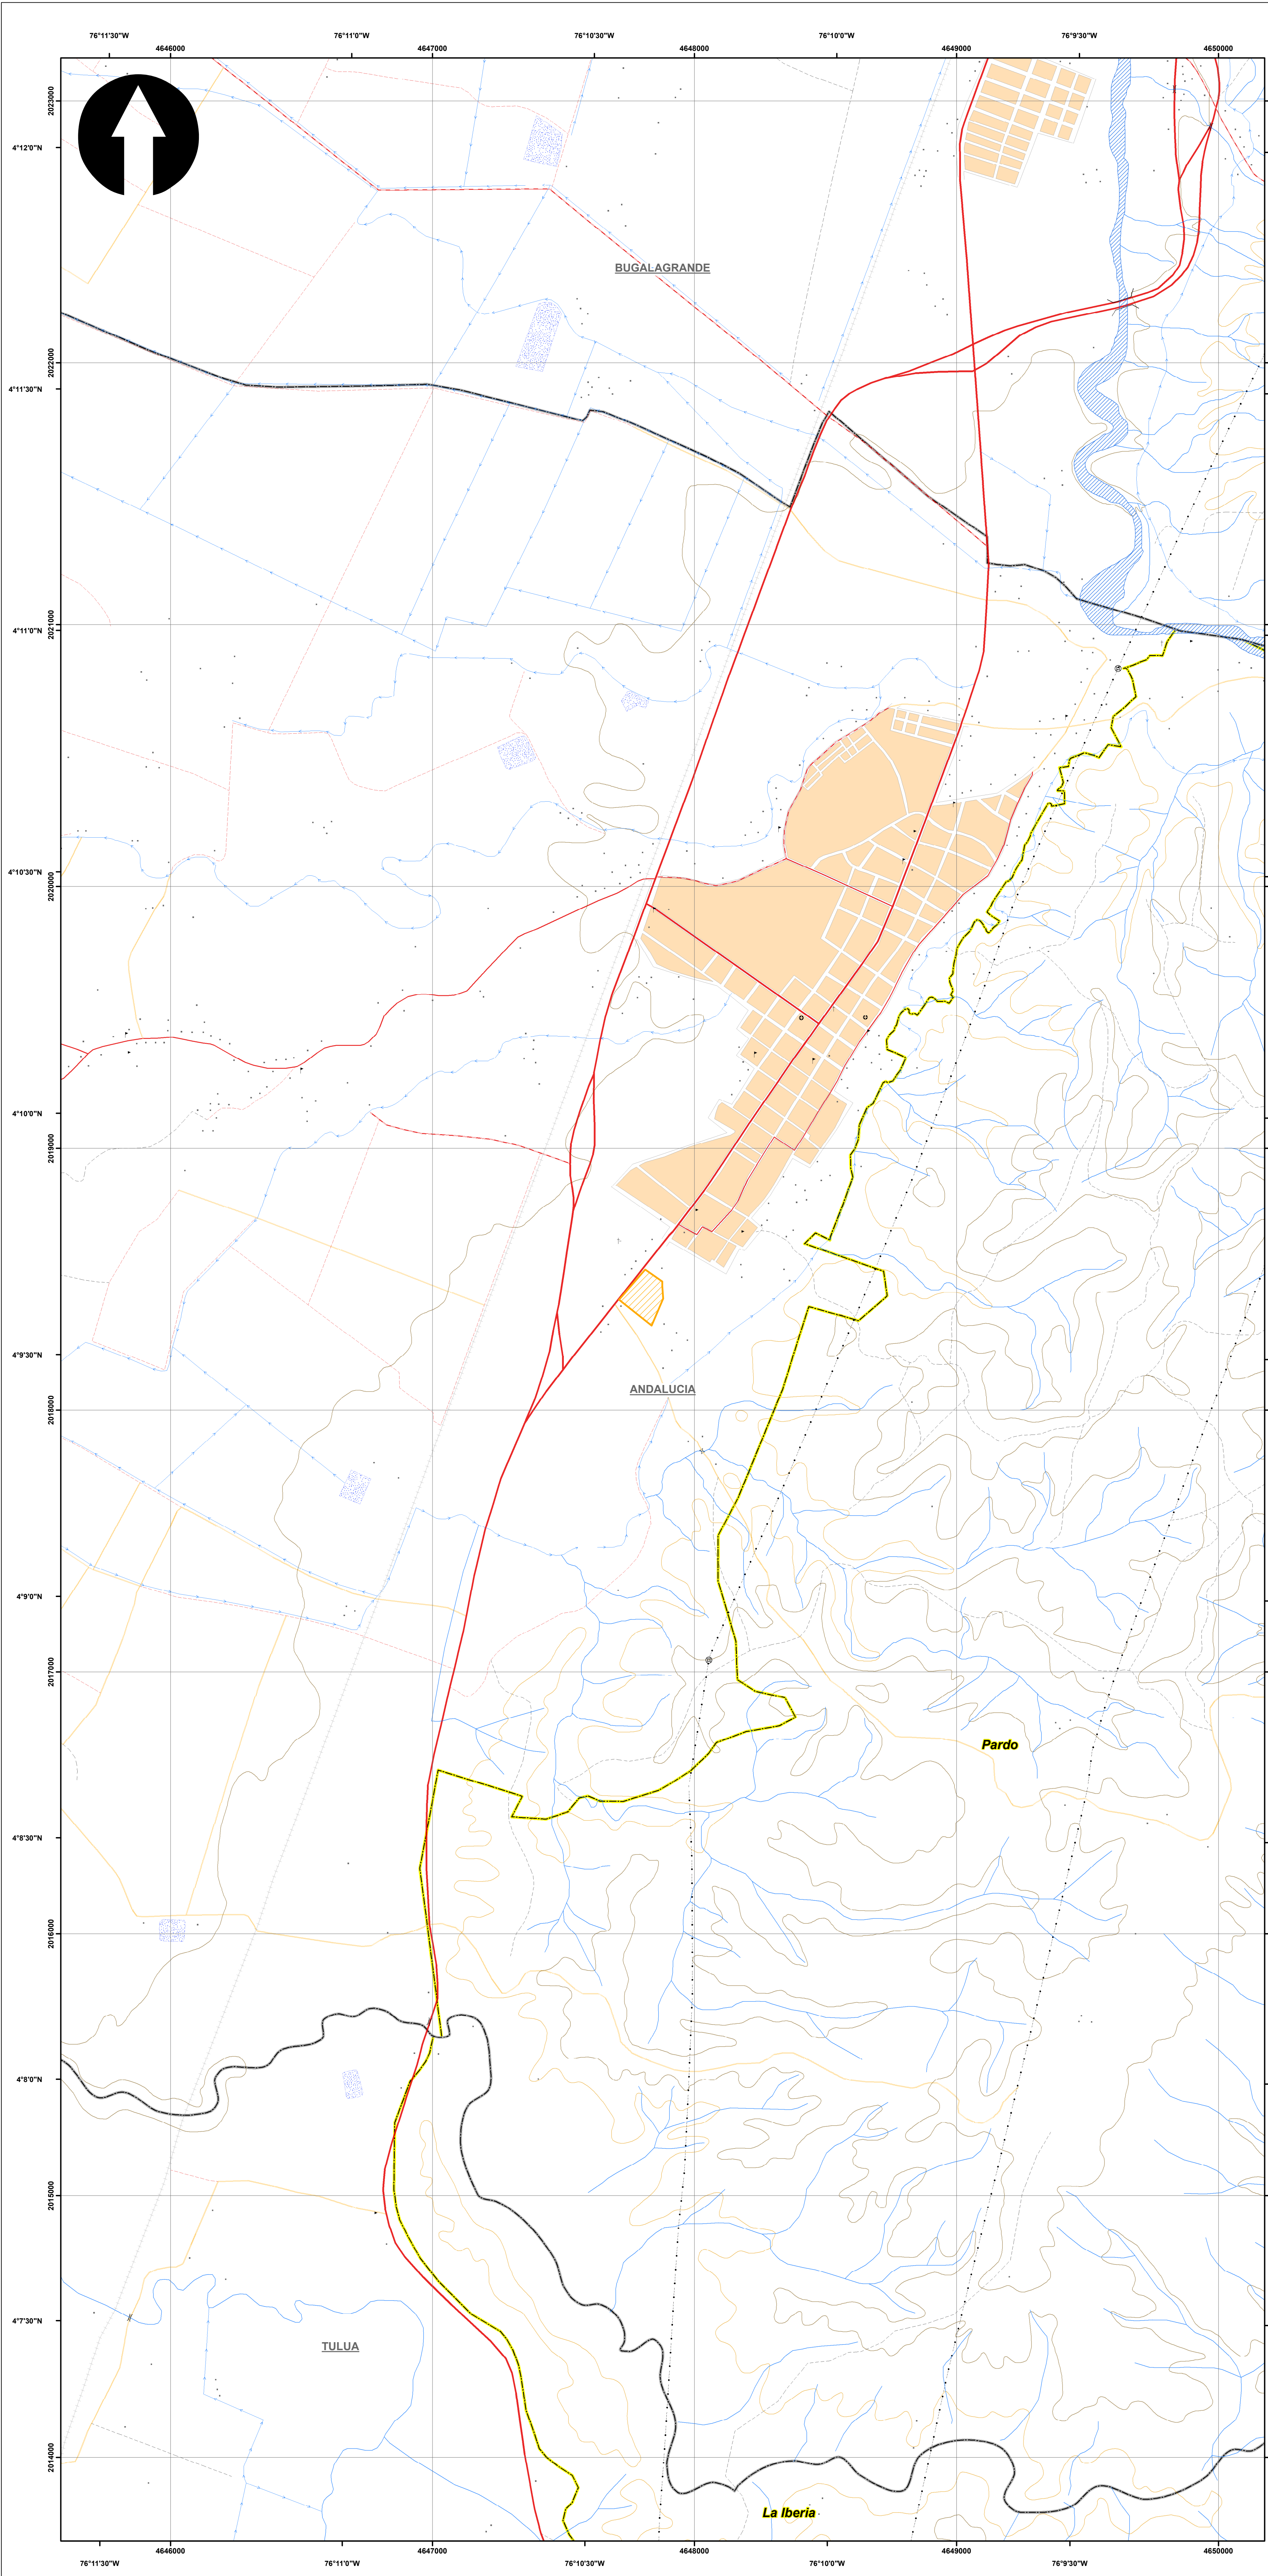 76°11'30"W 76°11'0"W 76°10'30"W 76°10'0"W 76°9'30"W
4646000 4647000 4648000 4649000 4650000
2023000
4°12'0"N
BUGALAGRANDE
2022000
4°11'30"N
2021000
4°11'0"N
4°10'30"N
2020000
4°10'0"N
2019000
4°9'30"N
ANDALUCIA
2018000
4°9'0"N
2017000
Pardo
4°8'30"N
2016000
4°8'0"N
2015000
4°7'30"N
TULUA
2014000
La Iberia
4646000 4647000 4648000 4649000 4650000
76°11'30"W 76°11'0"W 76°10'30"W 76°10'0"W 76°9'30"W